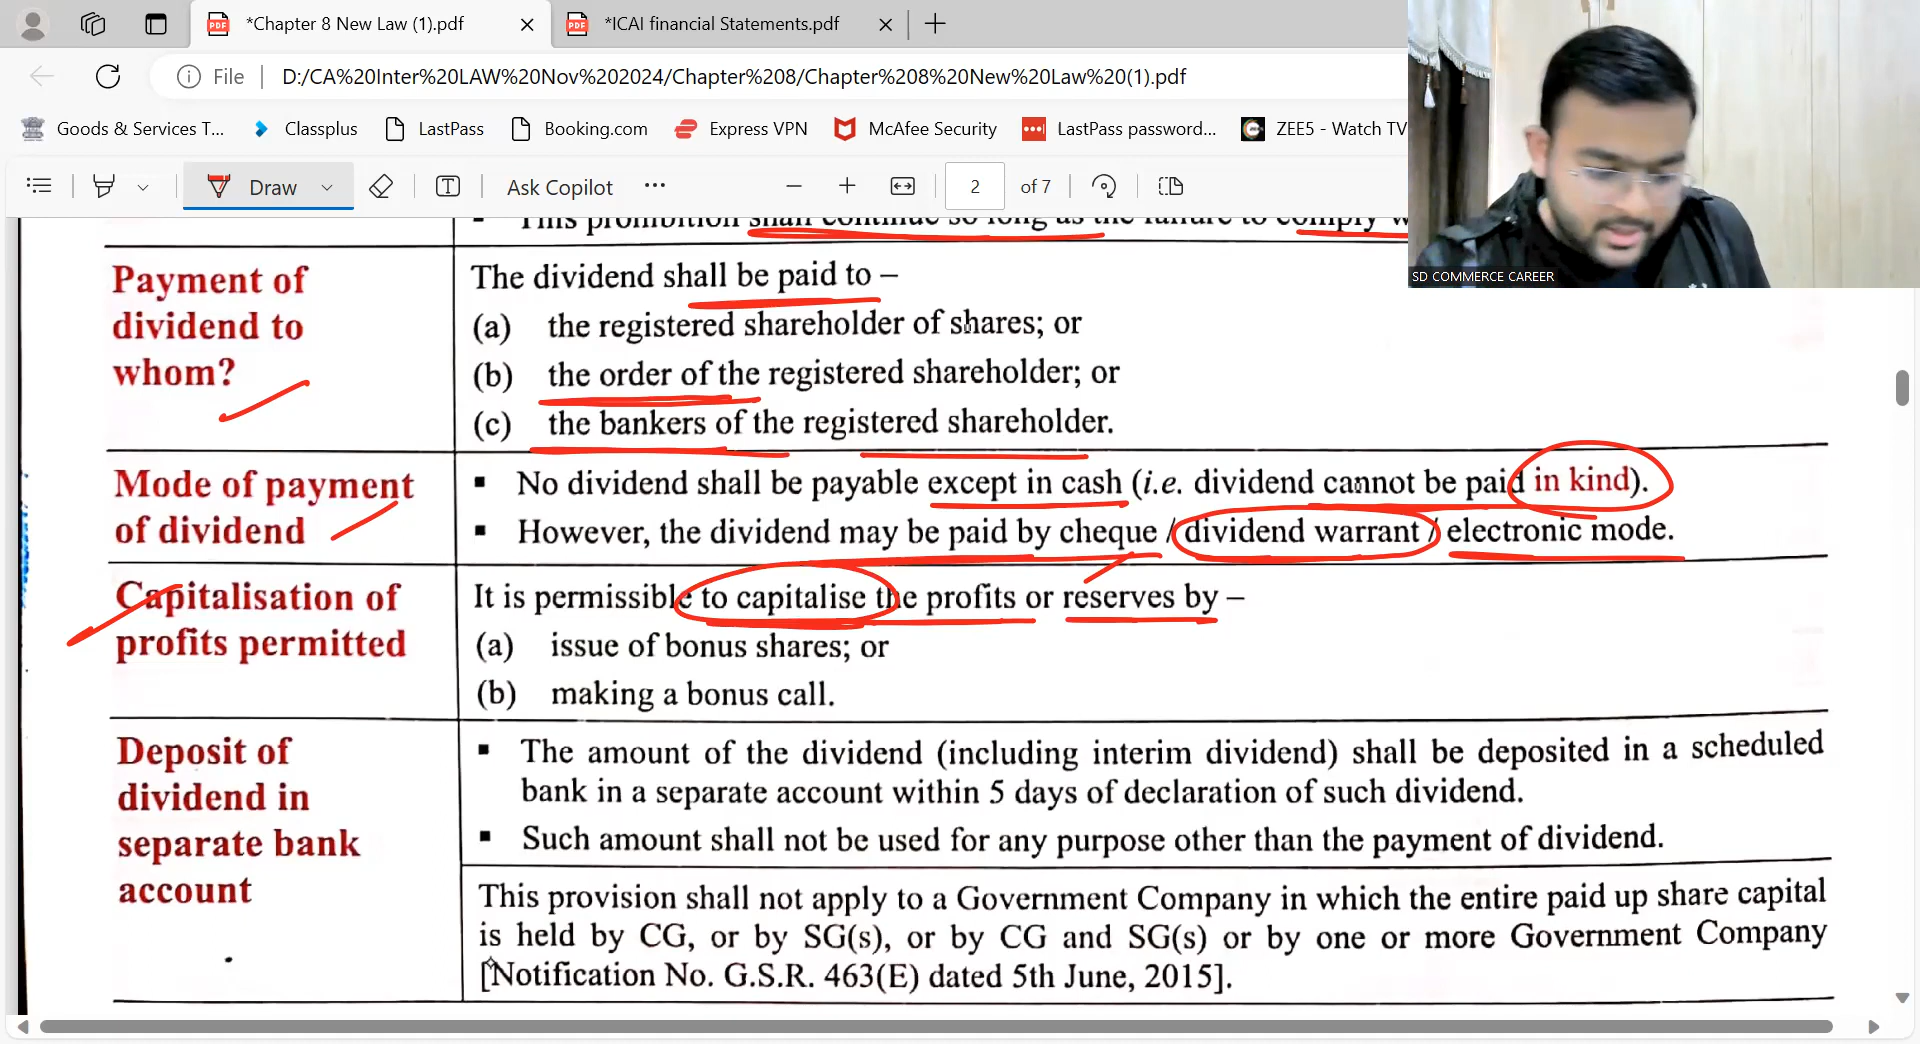 *Chapter 8 New Law (1).pdf
*ICAI financial Statements.pdf
File
D:/CA%20Inter%20LAW%20Nov%202024/Chapter%208/Chapter%208%20New%20Law%20(1).pdf
Goods & Services T...
Classplus
LastPass
Booking.com
Express VPN
McAfee Security
LastPass password...
ZEE5 - Watch TV
Draw
Ask Copilot
2
of 7
SD COMMERCE CAREER
This prohibition shall continue so long as the failure to comply
Payment of
dividend to
whom?
The dividend shall be paid to –
(a) the registered shareholder of shares; or
(b) the order of the registered shareholder; or
(c) the bankers of the registered shareholder.
Mode of payment
of dividend
▪ No dividend shall be payable except in cash (i.e. dividend cannot be paid in kind).
▪ However, the dividend may be paid by cheque / dividend warrant / electronic mode.
Capitalisation of
profits permitted
It is permissible to capitalise the profits or reserves by –
(a) issue of bonus shares; or
(b) making a bonus call.
Deposit of
dividend in
separate bank
account
▪ The amount of the dividend (including interim dividend) shall be deposited in a scheduled
bank in a separate account within 5 days of declaration of such dividend.
▪ Such amount shall not be used for any purpose other than the payment of dividend.
This provision shall not apply to a Government Company in which the entire paid up share capital
is held by CG, or by SG(s), or by CG and SG(s) or by one or more Government Company
[Notification No. G.S.R. 463(E) dated 5th June, 2015].